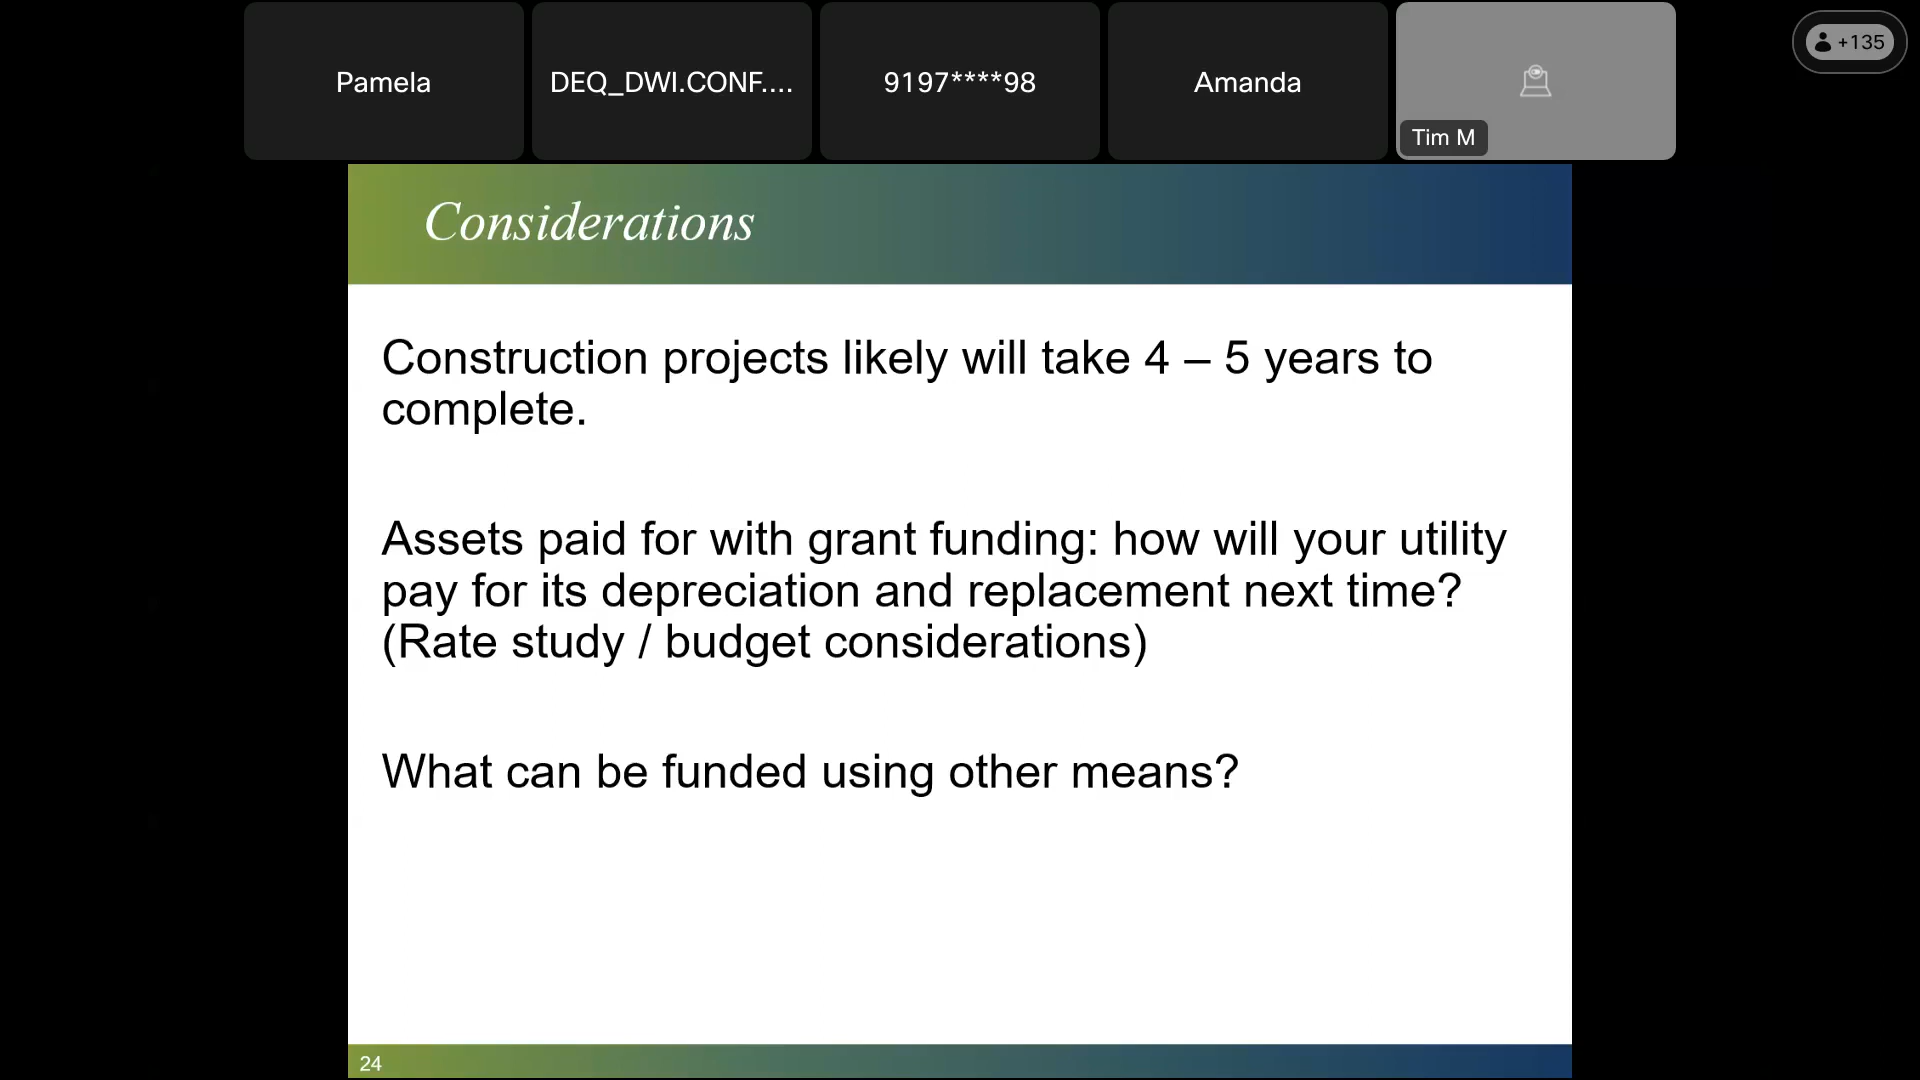 Pamela
DEQ_DWI.CONF....
9197****98
Amanda
Tim M
+135
Considerations
Construction projects likely will take 4 – 5 years to
complete.
Assets paid for with grant funding: how will your utility
pay for its depreciation and replacement next time?
(Rate study / budget considerations)
What can be funded using other means?
24